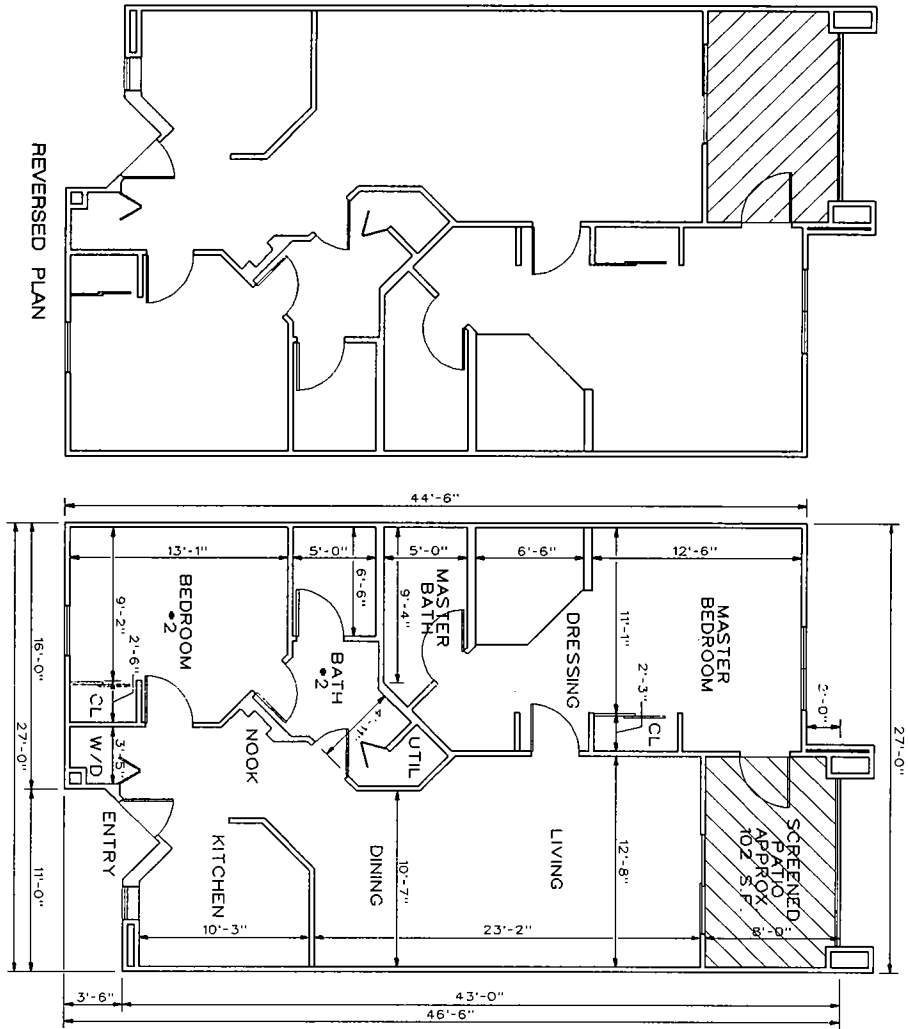 REVERSED PLAN
44'-6"
13'-1"
5'-0"
5'-0"
6'-6"
12'-6"
6'-6"
9'-2"
2'-6"
9'-4"
11'-1"
2'-3"
2'-0"
16'-0"
27'-0"
11'-0"
27'-0"
BEDROOM
#2
CL
W/D
3'-5"
BATH
#2
MASTER
BATH
DRESSING
MASTER
BEDROOM
CL
4'-11"
UTIL
NOOK
ENTRY
KITCHEN
DINING
10'-7"
LIVING
12'-8"
SCREENED
PATIO
APPROX
102 S.F.
10'-3"
23'-2"
8'-0"
3'-6"
43'-0"
46'-6"